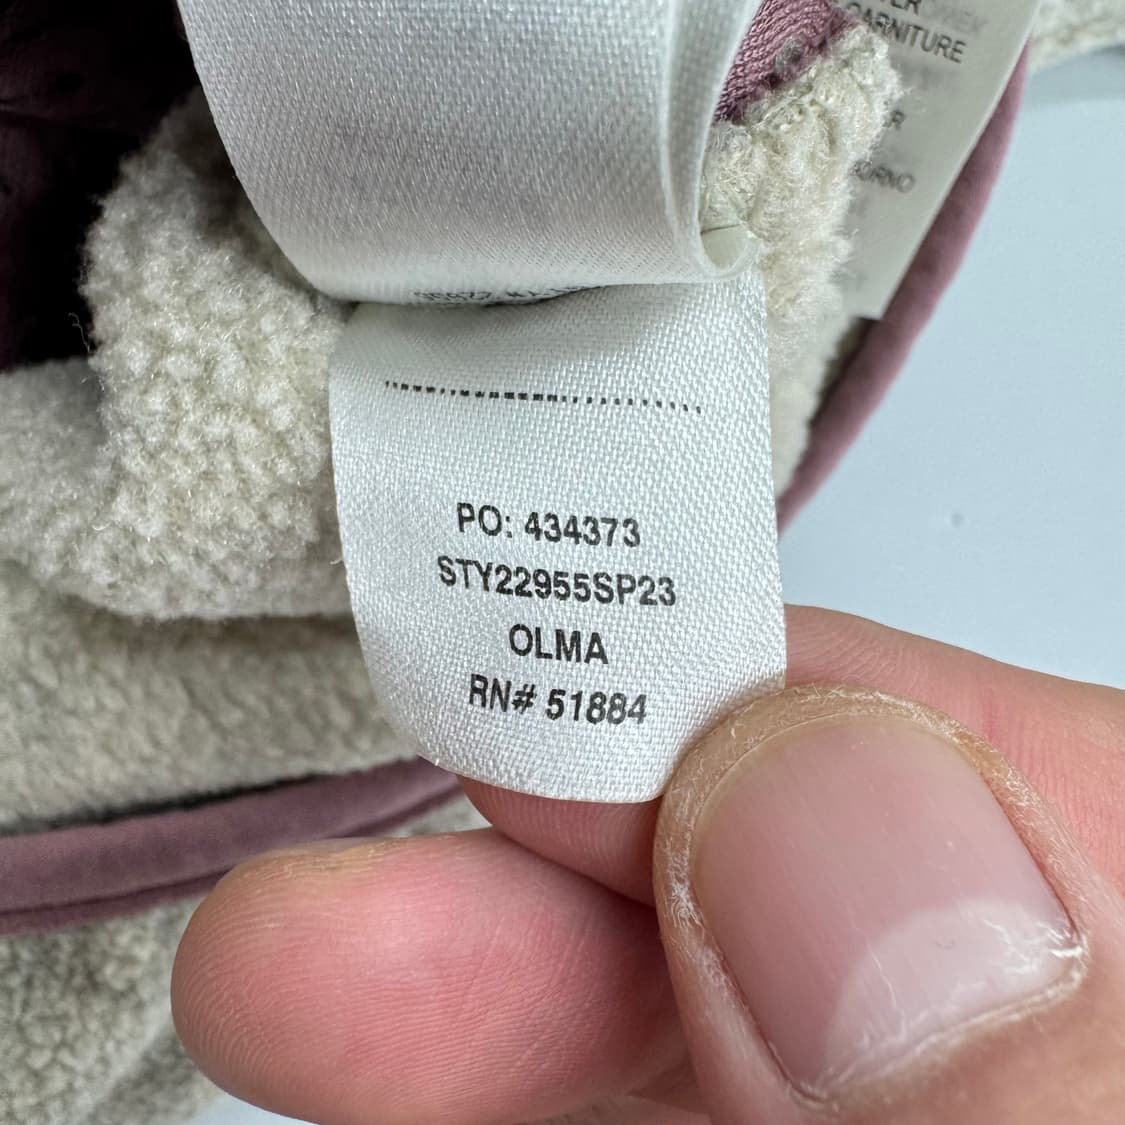 GARNITURE
PO: 434373
STY22955SP23
OLMA
RN# 51884